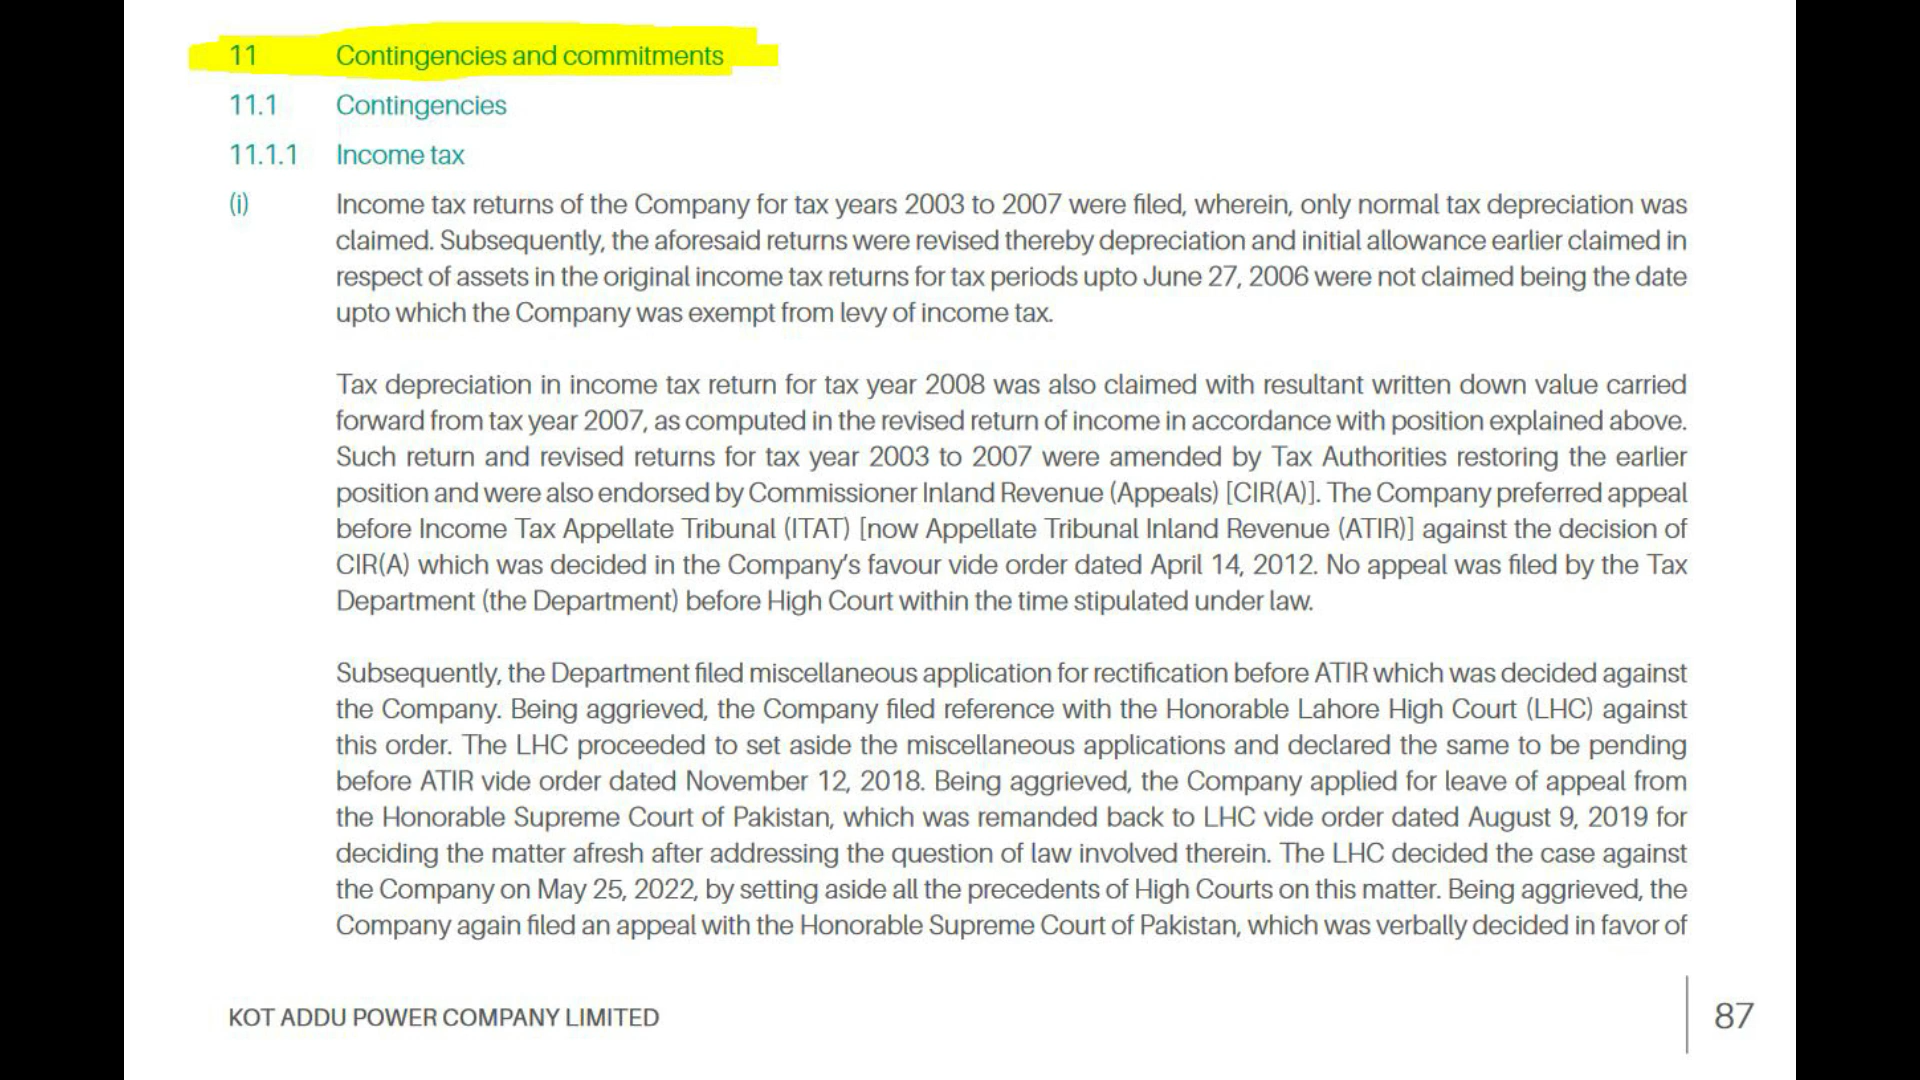 11 Contingencies and commitments
11.1 Contingencies
11.1.1 Income tax
(i) Income tax returns of the Company for tax years 2003 to 2007 were filed, wherein, only normal tax depreciation was
claimed. Subsequently, the aforesaid returns were revised thereby depreciation and initial allowance earlier claimed in
respect of assets in the original income tax returns for tax periods upto June 27, 2006 were not claimed being the date
upto which the Company was exempt from levy of income tax.
Tax depreciation in income tax return for tax year 2008 was also claimed with resultant written down value carried
forward from tax year 2007, as computed in the revised return of income in accordance with position explained above.
Such return and revised returns for tax year 2003 to 2007 were amended by Tax Authorities restoring the earlier
position and were also endorsed by Commissioner Inland Revenue (Appeals) [CIR(A)]. The Company preferred appeal
before Income Tax Appellate Tribunal (ITAT) [now Appellate Tribunal Inland Revenue (ATIR)] against the decision of
CIR(A) which was decided in the Company's favour vide order dated April 14, 2012. No appeal was filed by the Tax
Department (the Department) before High Court within the time stipulated under law.
Subsequently, the Department filed miscellaneous application for rectification before ATIR which was decided against
the Company. Being aggrieved, the Company filed reference with the Honorable Lahore High Court (LHC) against
this order. The LHC proceeded to set aside the miscellaneous applications and declared the same to be pending
before ATIR vide order dated November 12, 2018. Being aggrieved, the Company applied for leave of appeal from
the Honorable Supreme Court of Pakistan, which was remanded back to LHC vide order dated August 9, 2019 for
deciding the matter afresh after addressing the question of law involved therein. The LHC decided the case against
the Company on May 25, 2022, by setting aside all the precedents of High Courts on this matter. Being aggrieved, the
Company again filed an appeal with the Honorable Supreme Court of Pakistan, which was verbally decided in favor of
KOT ADDU POWER COMPANY LIMITED
87